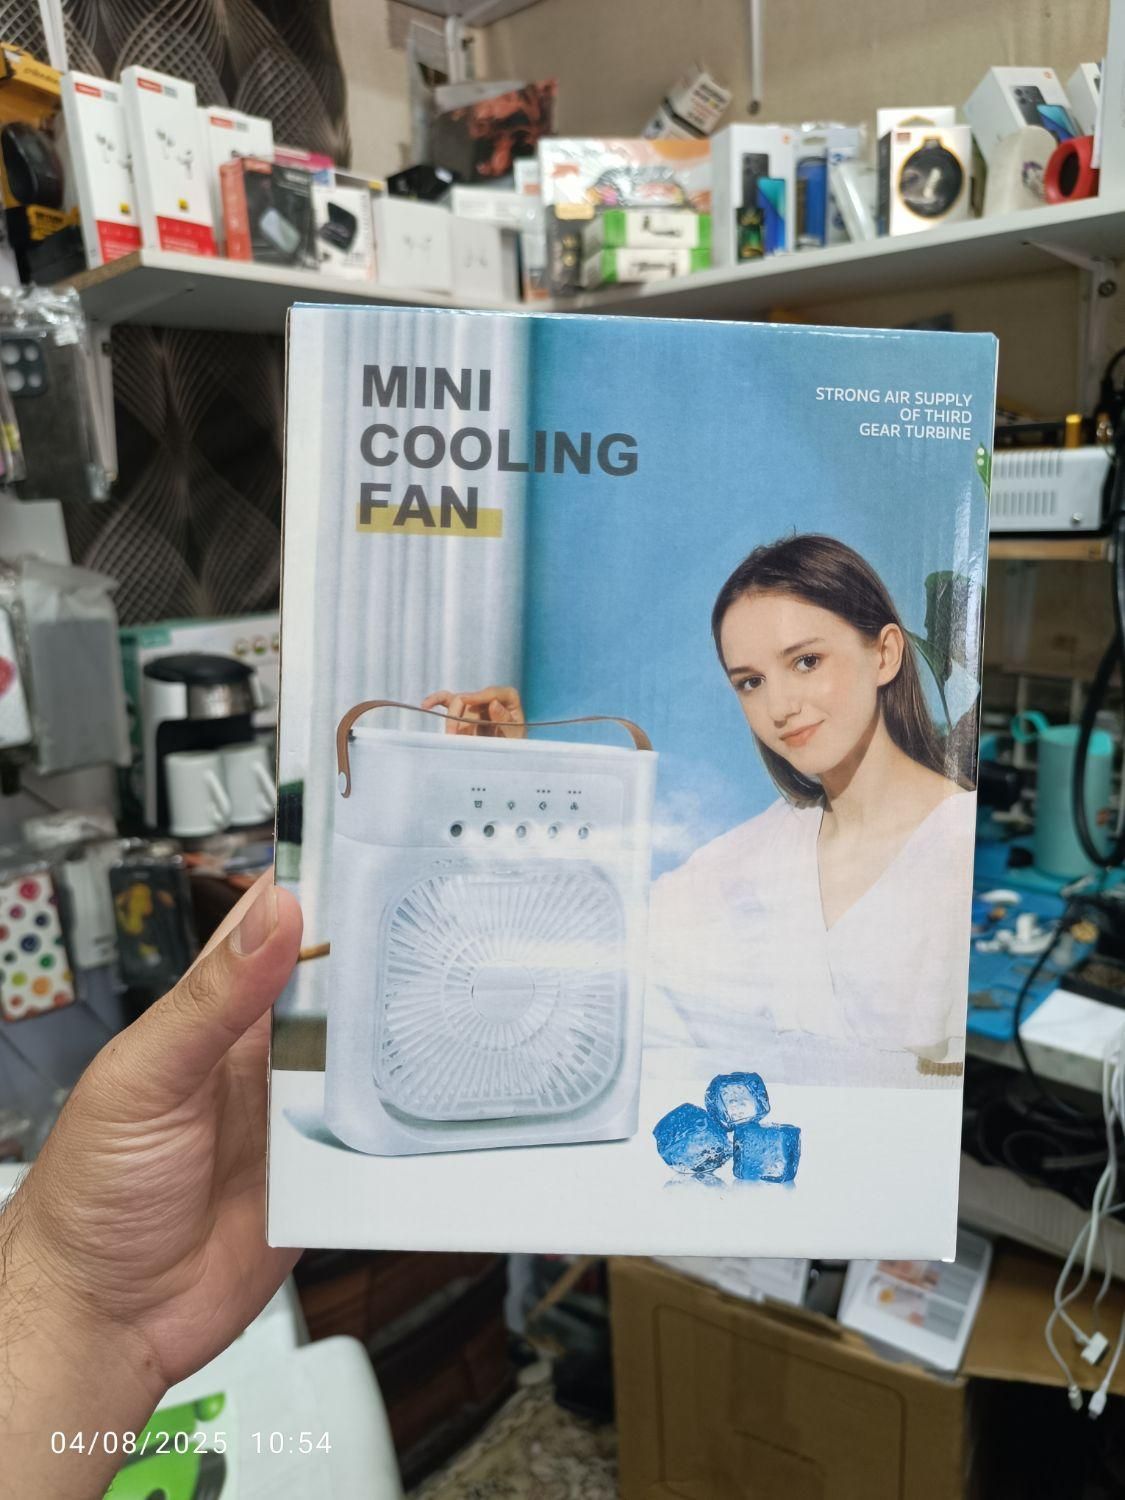 MINI
COOLING
FAN
STRONG AIR SUPPLY
OF THIRD
GEAR TURBINE
04/08/2025 10:54